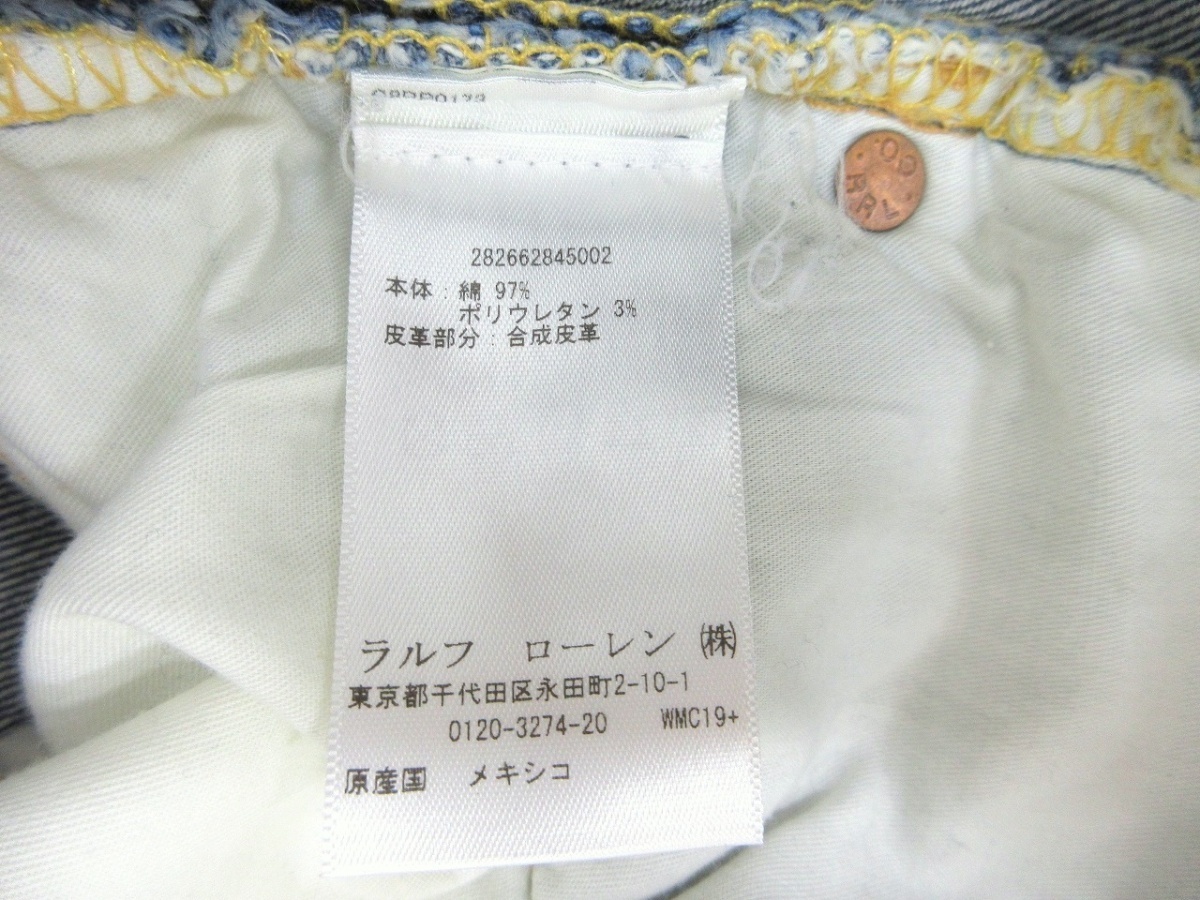 282662845002
本体：綿 97%
ポリウレタン 3%
皮革部分：合成皮革
ラルフ ローレン ㈱
東京都千代田区永田町2-10-1
0120-3274-20 WMC19+
原産国 メキシコ
RRL
CO.